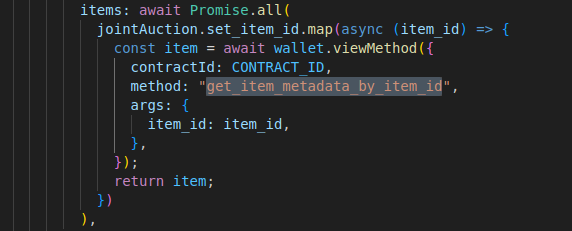 items: await Promise.all(
jointAuction.set_item_id.map(async (item_id) => {
const item = await wallet.viewMethod({
contractId: CONTRACT_ID,
method: "get_item_metadata_by_item_id",
args: {
item_id: item_id,
},
});
return item;
})
),